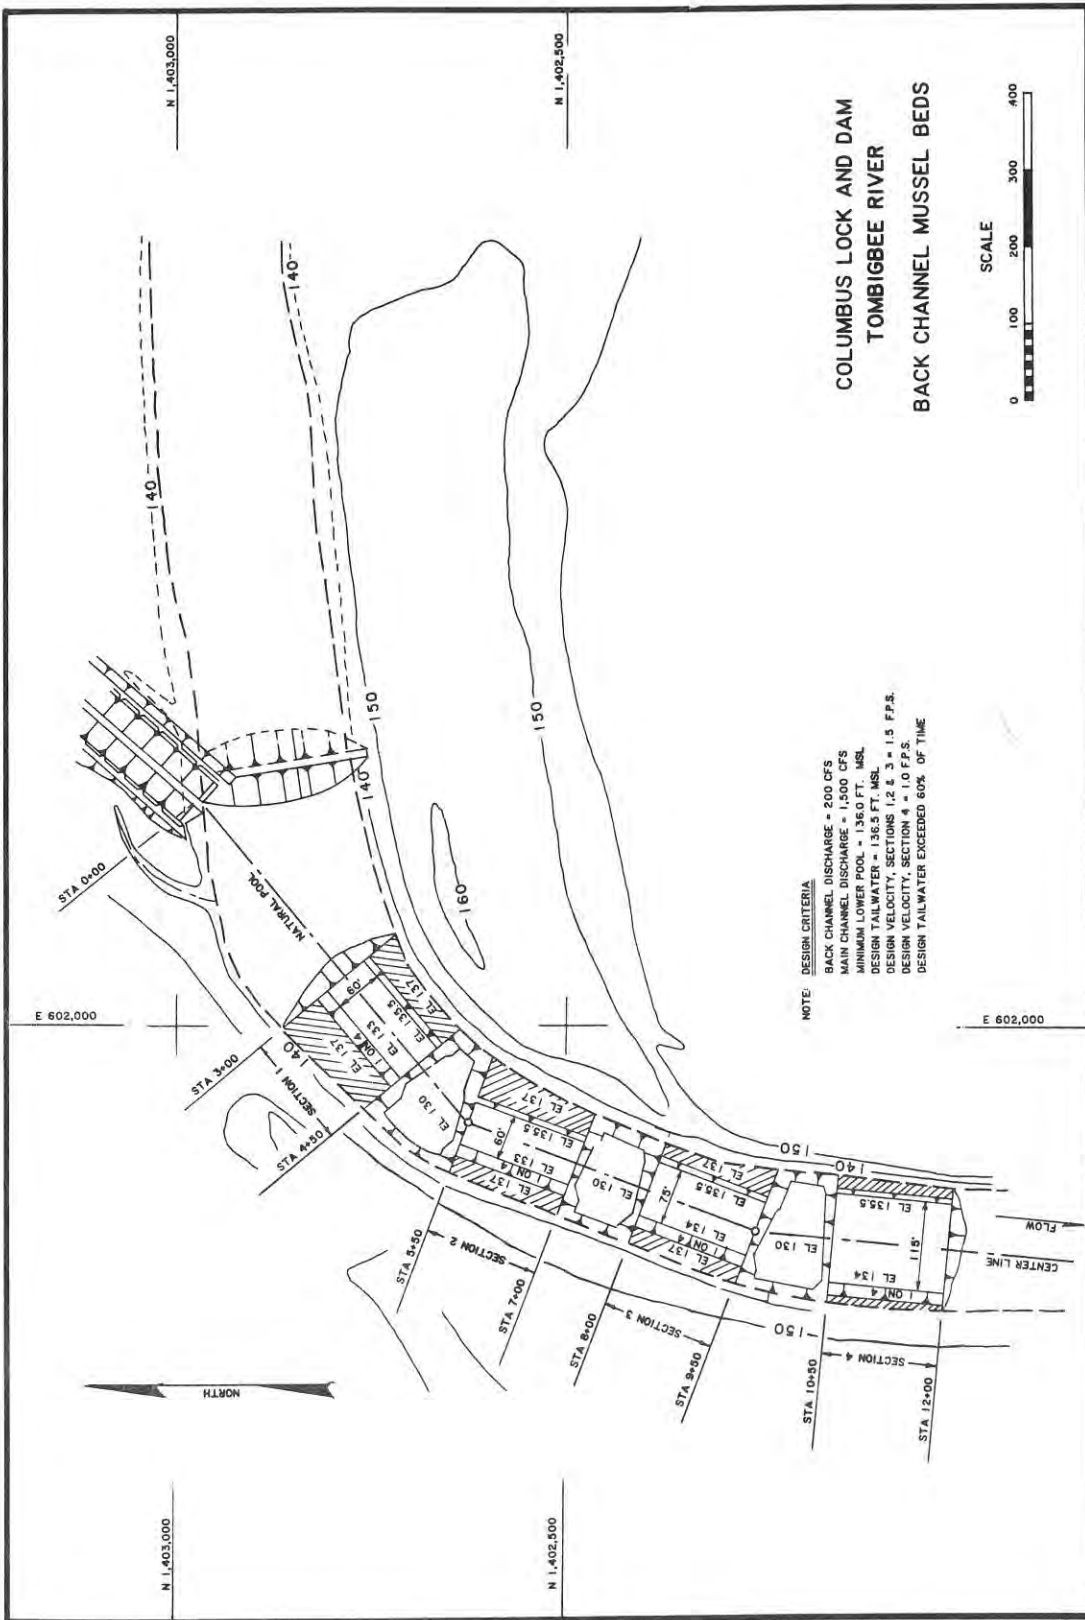 N 1,403,000
N 1,402,500
140
140
140
150
150
160
STA 0+00
NATURAL POOL
E 602,000
E 602,000
STA 3+00
SECTION 1
140
STA 4+50
EL 137
1 ON 4
EL 133
60'
EL 135.5
EL 137
EL 130
STA 5+50
SECTION 2
STA 7+00
EL 137
1 ON 4
EL 133
60'
EL 135.5
EL 137
EL 130
STA 8+00
SECTION 3
STA 9+50
EL 137
1 ON 4
EL 134
75'
EL 135.5
EL 137
EL 130
150
140
150
STA 10+50
SECTION 4
STA 12+00
1 ON 4
EL 134
115'
EL 135.5
CENTER LINE
FLOW
NORTH
N 1,403,000
N 1,402,500
NOTE: DESIGN CRITERIA
BACK CHANNEL DISCHARGE = 200 CFS
MAIN CHANNEL DISCHARGE = 1,500 CFS
MINIMUM LOWER POOL = 136.0 FT. MSL
DESIGN TAILWATER = 136.5 FT. MSL
DESIGN VELOCITY, SECTIONS 1,2 & 3 = 1.5 F.P.S.
DESIGN VELOCITY, SECTION 4 = 1.0 F.P.S.
DESIGN TAILWATER EXCEEDED 60% OF TIME
COLUMBUS LOCK AND DAM
TOMBIGBEE RIVER
BACK CHANNEL MUSSEL BEDS
SCALE
0 100 200 300 400